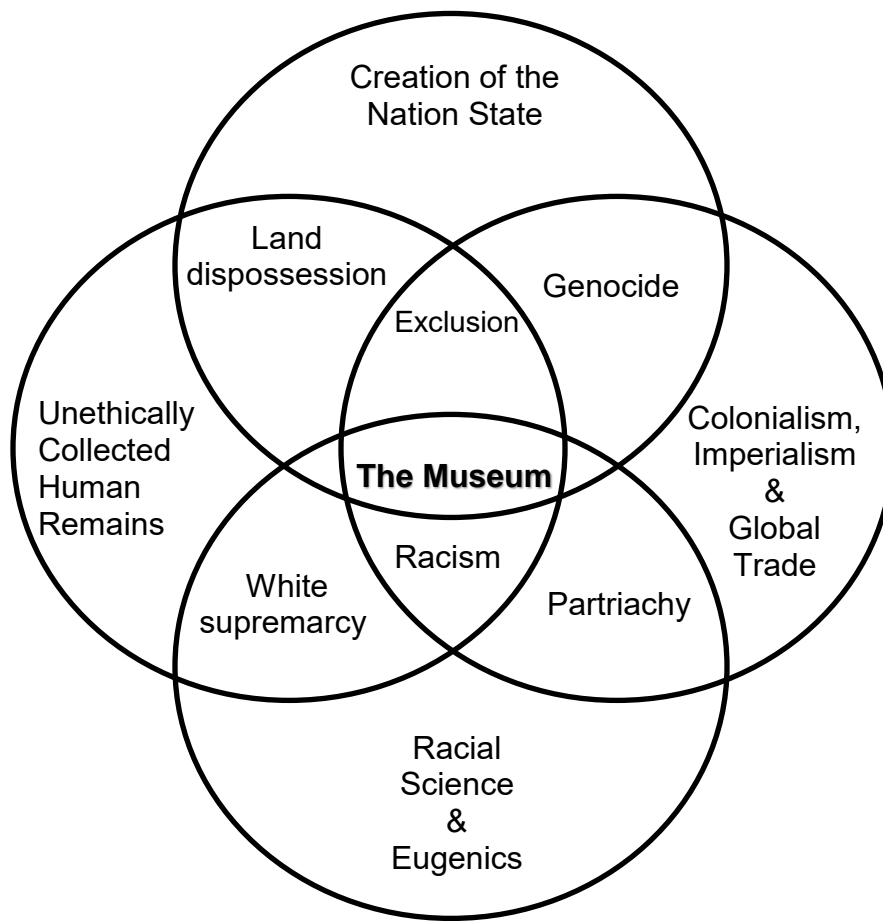 Creation of the
Nation State
Land
dispossession
Genocide
Exclusion
Unethically
Collected
Human
Remains
Colonialism,
Imperialism
&
Global
Trade
The Museum
Racism
White
supremarcy
Partriachy
Racial
Science
&
Eugenics